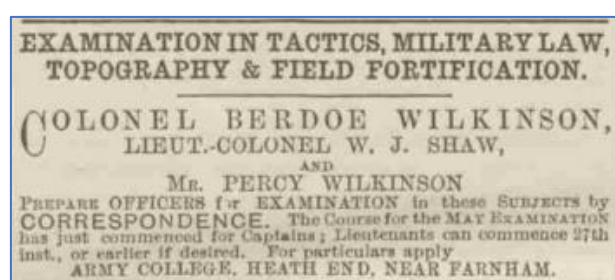 EXAMINATION IN TACTICS, MILITARY LAW,
TOPOGRAPHY & FIELD FORTIFICATION.
COLONEL BERDOE WILKINSON,
LIEUT.-COLONEL W. J. SHAW,
AND
MR. PERCY WILKINSON
PREPARE OFFICERS for EXAMINATION in these SUBJECTS by
CORRESPONDENCE. The Course for the MAY EXAMINATION
has just commenced for Captains; Lieutenants can commence 27th
inst., or earlier if desired. For particulars apply
ARMY COLLEGE, HEATH END, NEAR FARNHAM.